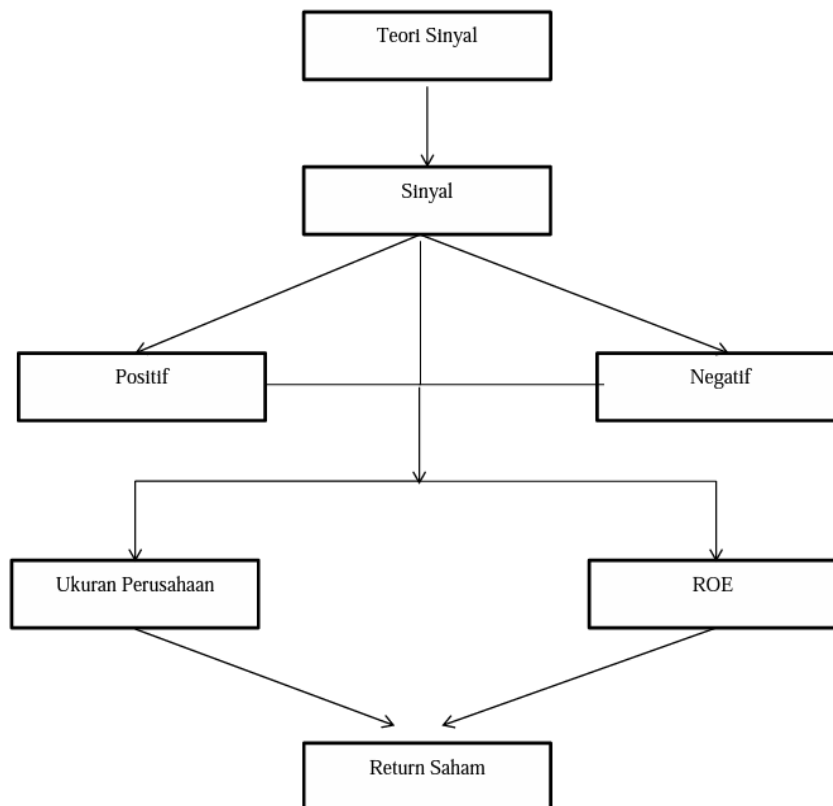 Teori Sinyal
Sinyal
Positif
Negatif
Ukuran Perusahaan
ROE
Return Saham